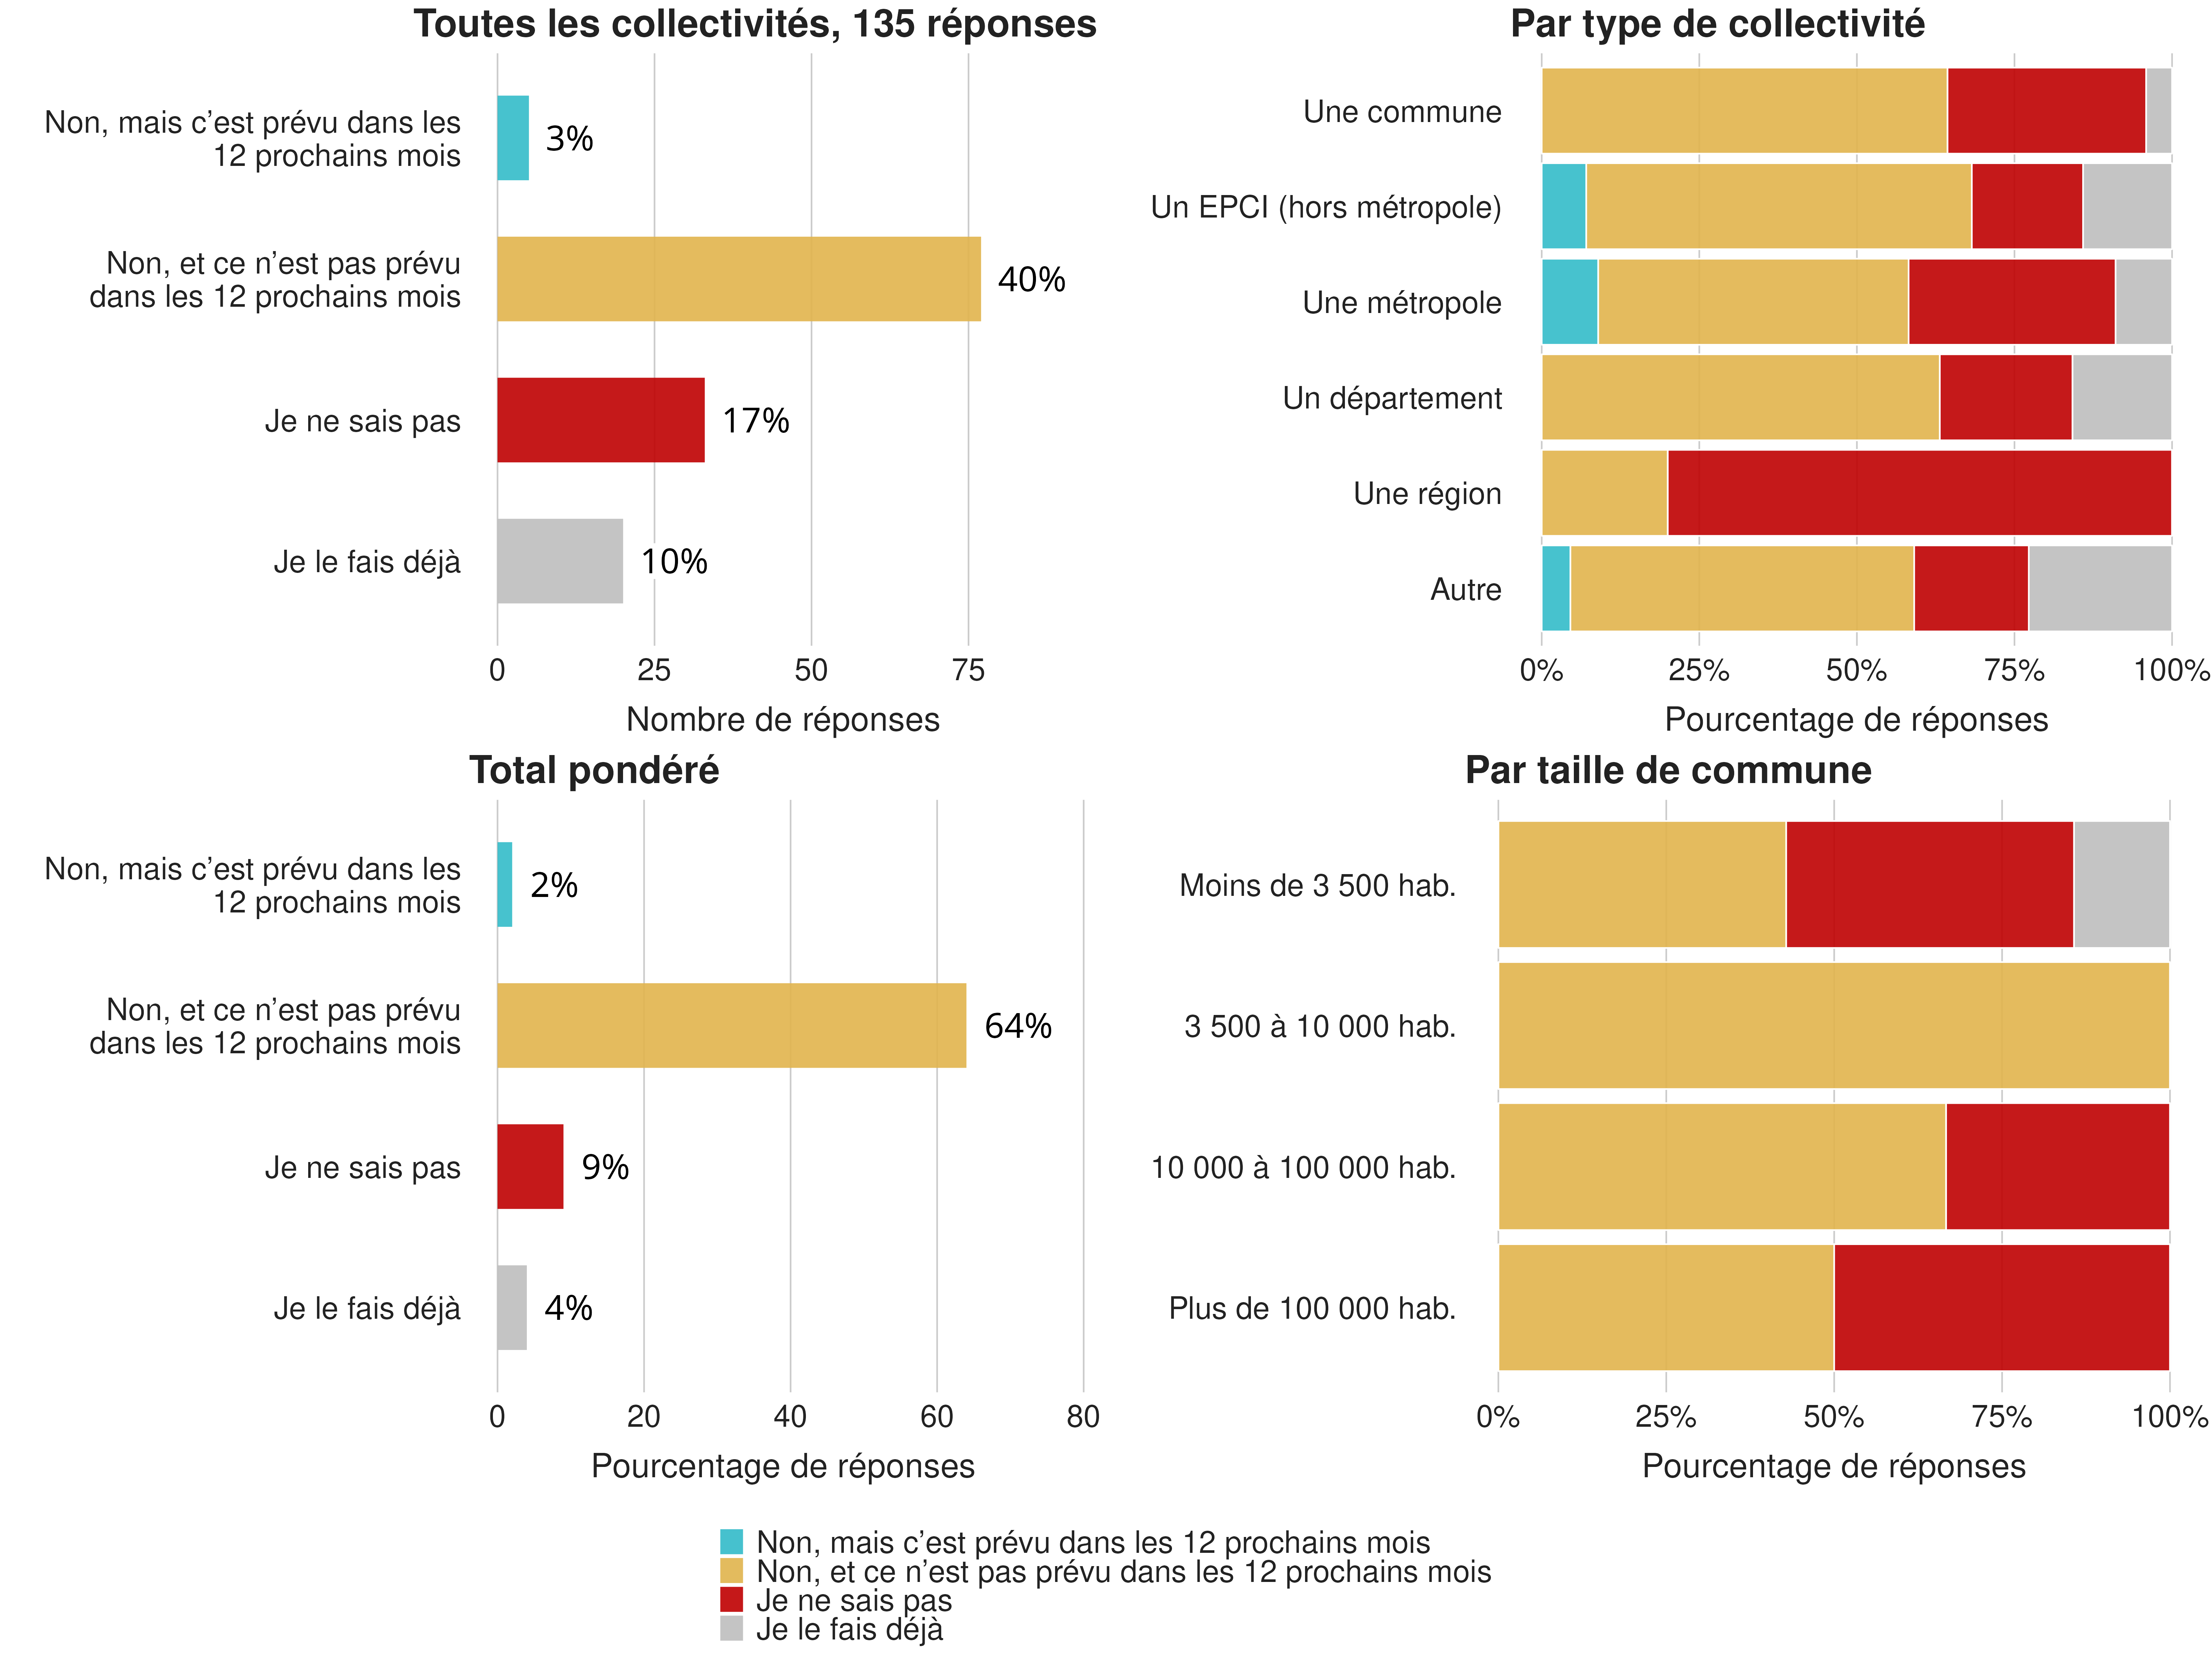 Toutes les collectivités, 135 réponses
Non, mais c’est prévu dans les
12 prochains mois
3%
Non, et ce n’est pas prévu
dans les 12 prochains mois
40%
Je ne sais pas
17%
Je le fais déjà
10%
0 25 50 75
Nombre de réponses
Par type de collectivité
Une commune
Un EPCI (hors métropole)
Une métropole
Un département
Une région
Autre
0% 25% 50% 75% 100%
Pourcentage de réponses
Total pondéré
Non, mais c’est prévu dans les
12 prochains mois
2%
Non, et ce n’est pas prévu
dans les 12 prochains mois
64%
Je ne sais pas
9%
Je le fais déjà
4%
0 20 40 60 80
Pourcentage de réponses
Par taille de commune
Moins de 3 500 hab.
3 500 à 10 000 hab.
10 000 à 100 000 hab.
Plus de 100 000 hab.
0% 25% 50% 75% 100%
Pourcentage de réponses
Non, mais c’est prévu dans les 12 prochains mois
Non, et ce n’est pas prévu dans les 12 prochains mois
Je ne sais pas
Je le fais déjà